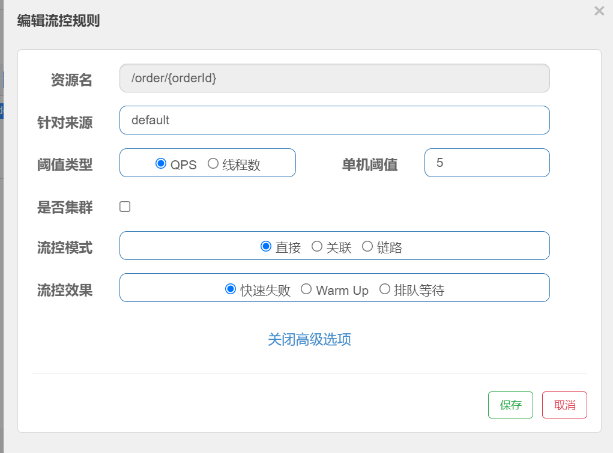 编辑流控规则
×
资源名 /order/{orderId}
针对来源 default
阈值类型 QPS 线程数 单机阈值 5
是否集群
流控模式 直接 关联 链路
流控效果 快速失败 Warm Up 排队等待
关闭高级选项
保存 取消